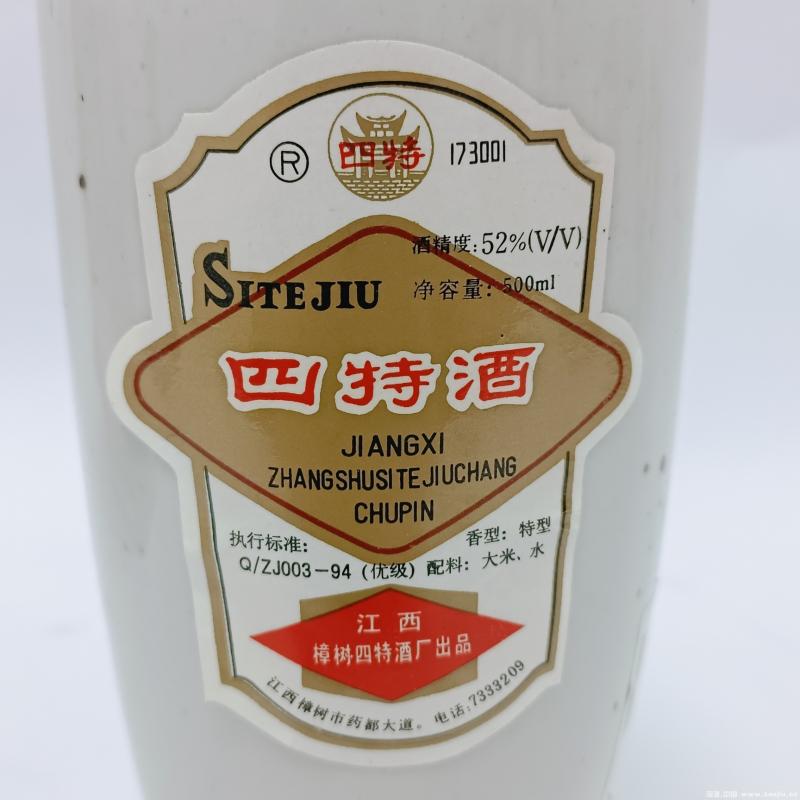 ® 四特 173001
酒精度:52%(V/V)
SITE JIU 净容量:500ml
四特酒
JIANGXI
ZHANGSHUSITEJIUCHANG
CHUPIN
执行标准: 香型: 特型
Q/ZJ003-94 (优级) 配料: 大米、水
江西
樟树四特酒厂出品
江西樟树市药都大道。电话:7333209